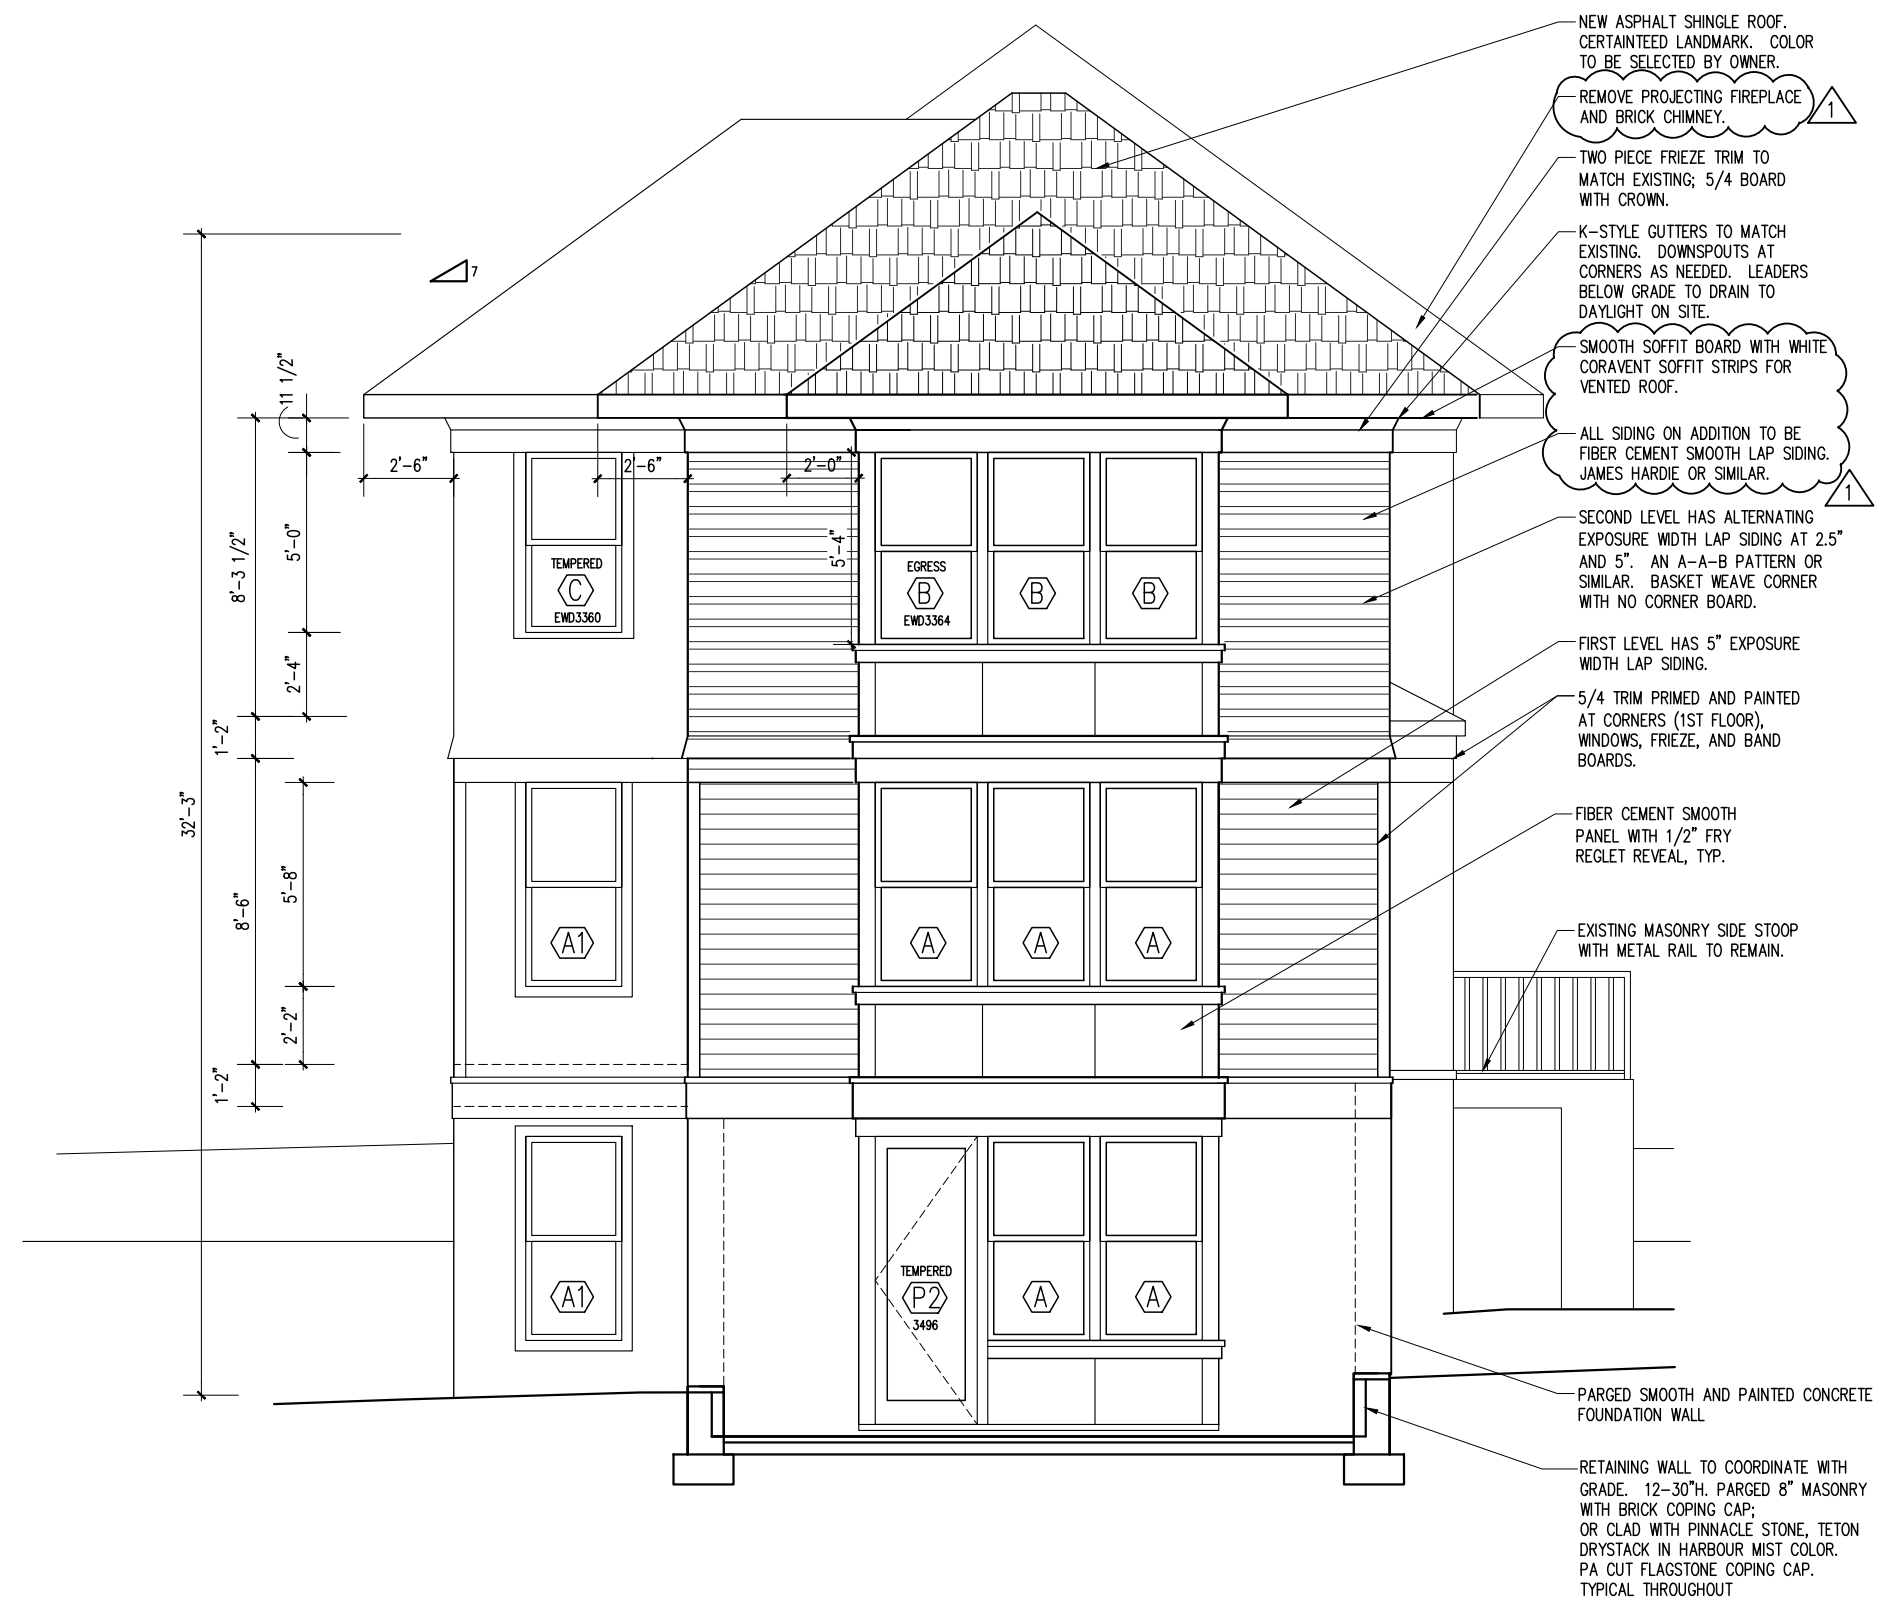 NEW ASPHALT SHINGLE ROOF.
CERTAINTEED LANDMARK. COLOR
TO BE SELECTED BY OWNER.
REMOVE PROJECTING FIREPLACE
AND BRICK CHIMNEY.
1
TWO PIECE FRIEZE TRIM TO
MATCH EXISTING; 5/4 BOARD
WITH CROWN.
K-STYLE GUTTERS TO MATCH
EXISTING. DOWNSPOUTS AT
CORNERS AS NEEDED. LEADERS
BELOW GRADE TO DRAIN TO
DAYLIGHT ON SITE.
SMOOTH SOFFIT BOARD WITH WHITE
CORAVENT SOFFIT STRIPS FOR
VENTED ROOF.
ALL SIDING ON ADDITION TO BE
FIBER CEMENT SMOOTH LAP SIDING.
JAMES HARDIE OR SIMILAR.
1
SECOND LEVEL HAS ALTERNATING
EXPOSURE WIDTH LAP SIDING AT 2.5"
AND 5". AN A-A-B PATTERN OR
SIMILAR. BASKET WEAVE CORNER
WITH NO CORNER BOARD.
FIRST LEVEL HAS 5" EXPOSURE
WIDTH LAP SIDING.
5/4 TRIM PRIMED AND PAINTED
AT CORNERS (1ST FLOOR),
WINDOWS, FRIEZE, AND BAND
BOARDS.
FIBER CEMENT SMOOTH
PANEL WITH 1/2" FRY
REGLET REVEAL, TYP.
EXISTING MASONRY SIDE STOOP
WITH METAL RAIL TO REMAIN.
PARGED SMOOTH AND PAINTED CONCRETE
FOUNDATION WALL
RETAINING WALL TO COORDINATE WITH
GRADE. 12-30"H. PARGED 8" MASONRY
WITH BRICK COPING CAP;
OR CLAD WITH PINNACLE STONE, TETON
DRYSTACK IN HARBOUR MIST COLOR.
PA CUT FLAGSTONE COPING CAP.
TYPICAL THROUGHOUT
7
11 1/2"
2'-6"
2'-6"
2'-0"
5'-4"
5'-0"
8'-3 1/2"
2'-4"
1'-2"
32'-3"
5'-8"
8'-6"
2'-2"
1'-2"
TEMPERED
C
EWD3360
EGRESS
B
EWD3364
B
B
A1
A
A
A
A1
TEMPERED
P2
3496
A
A